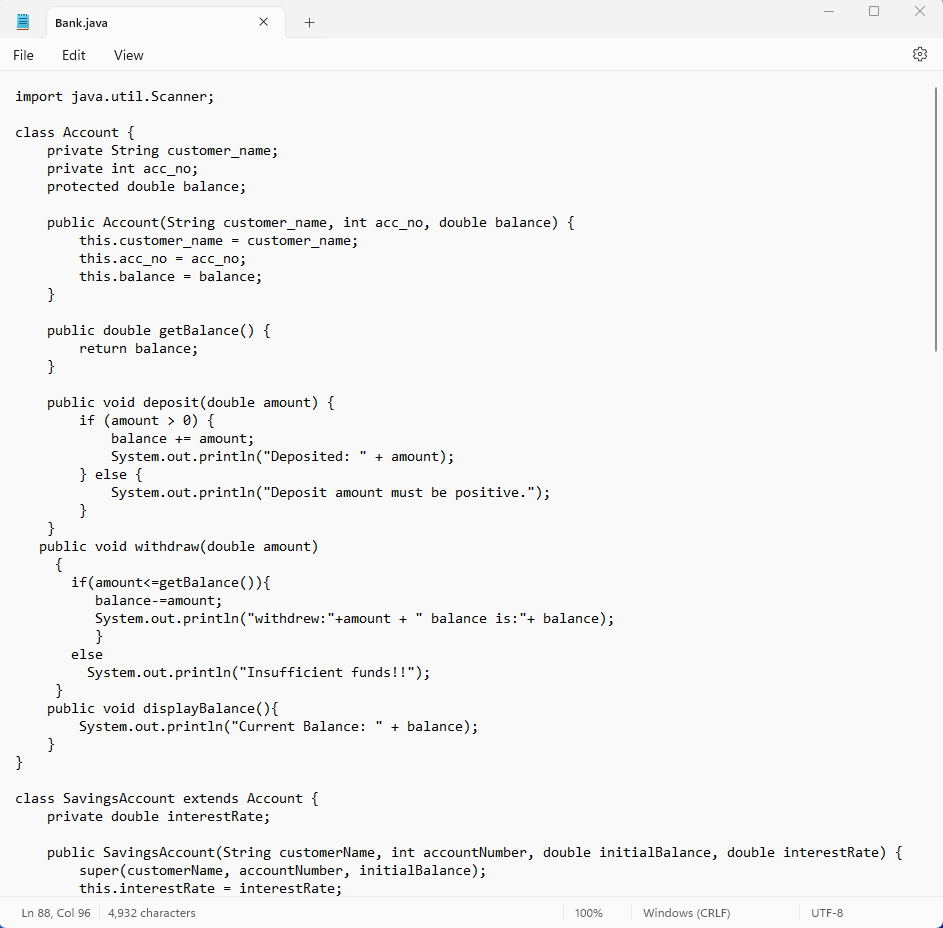 Bank.java
File Edit View
import java.util.Scanner;

class Account {
    private String customer_name;
    private int acc_no;
    protected double balance;

    public Account(String customer_name, int acc_no, double balance) {
        this.customer_name = customer_name;
        this.acc_no = acc_no;
        this.balance = balance;
    }

    public double getBalance() {
        return balance;
    }

    public void deposit(double amount) {
        if (amount > 0) {
            balance += amount;
            System.out.println("Deposited: " + amount);
        } else {
            System.out.println("Deposit amount must be positive.");
        }
    }
   public void withdraw(double amount)
     {
       if(amount<=getBalance()){
          balance-=amount;
          System.out.println("withdrew:"+amount + " balance is:"+ balance);
          }
       else
         System.out.println("Insufficient funds!!");
     }
    public void displayBalance(){
        System.out.println("Current Balance: " + balance);
    }
}

class SavingsAccount extends Account {
    private double interestRate;

    public SavingsAccount(String customerName, int accountNumber, double initialBalance, double interestRate) {
        super(customerName, accountNumber, initialBalance);
        this.interestRate = interestRate;
Ln 88, Col 96 4,932 characters 100% Windows (CRLF) UTF-8